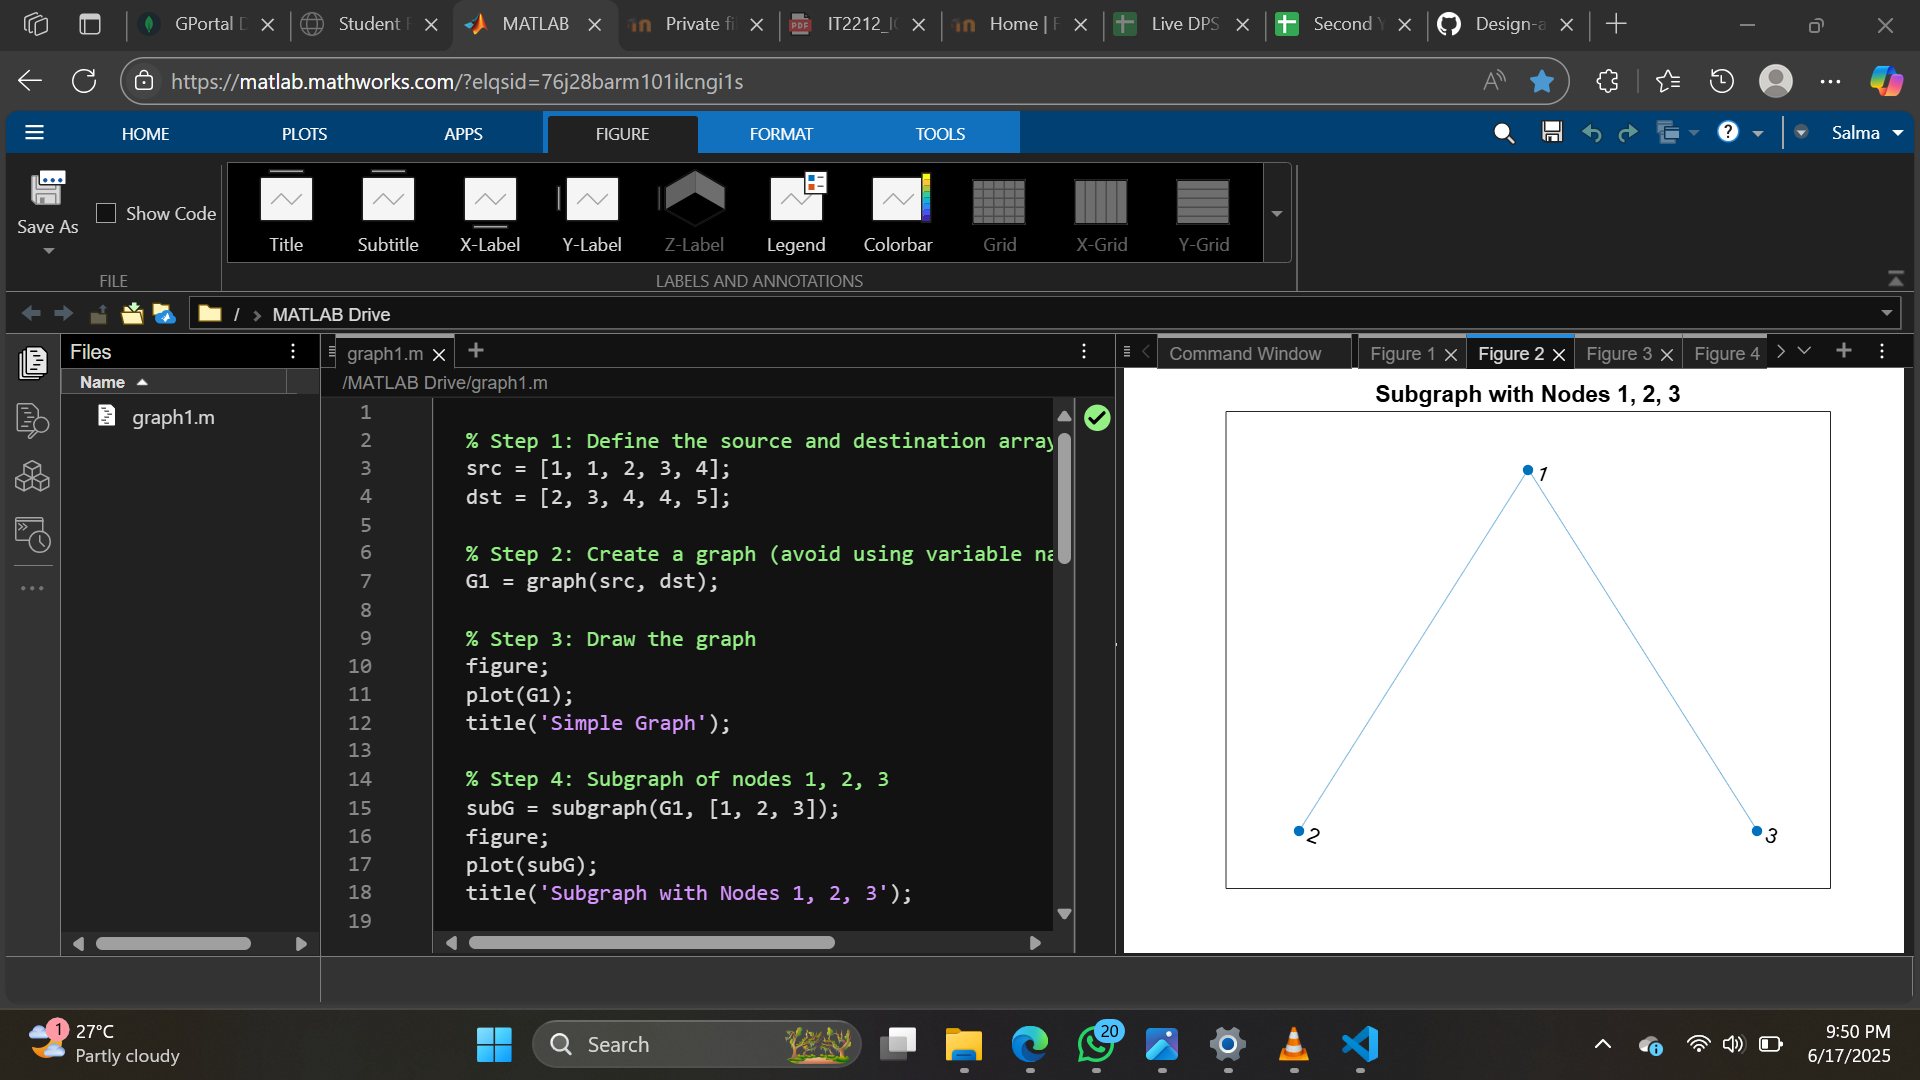 GPortal D
Student F
MATLAB
Private fi
IT2212_I
Home | F
Live DPS
Second Y
Design-a
https://matlab.mathworks.com/?elqsid=76j28barm101ilcngi1s
HOME
PLOTS
APPS
FIGURE
FORMAT
TOOLS
Salma
Save As
Show Code
Title
Subtitle
X-Label
Y-Label
Z-Label
Legend
Colorbar
Grid
X-Grid
Y-Grid
FILE
LABELS AND ANNOTATIONS
/ > MATLAB Drive
Files
Name
graph1.m
graph1.m
/MATLAB Drive/graph1.m
1
2 % Step 1: Define the source and destination array
3 src = [1, 1, 2, 3, 4];
4 dst = [2, 3, 4, 4, 5];
5
6 % Step 2: Create a graph (avoid using variable na
7 G1 = graph(src, dst);
8
9 % Step 3: Draw the graph
10 figure;
11 plot(G1);
12 title('Simple Graph');
13
14 % Step 4: Subgraph of nodes 1, 2, 3
15 subG = subgraph(G1, [1, 2, 3]);
16 figure;
17 plot(subG);
18 title('Subgraph with Nodes 1, 2, 3');
19
Command Window
Figure 1
Figure 2
Figure 3
Figure 4
Subgraph with Nodes 1, 2, 3
1
2
3
1
27°C
Partly cloudy
Search
20
9:50 PM
6/17/2025